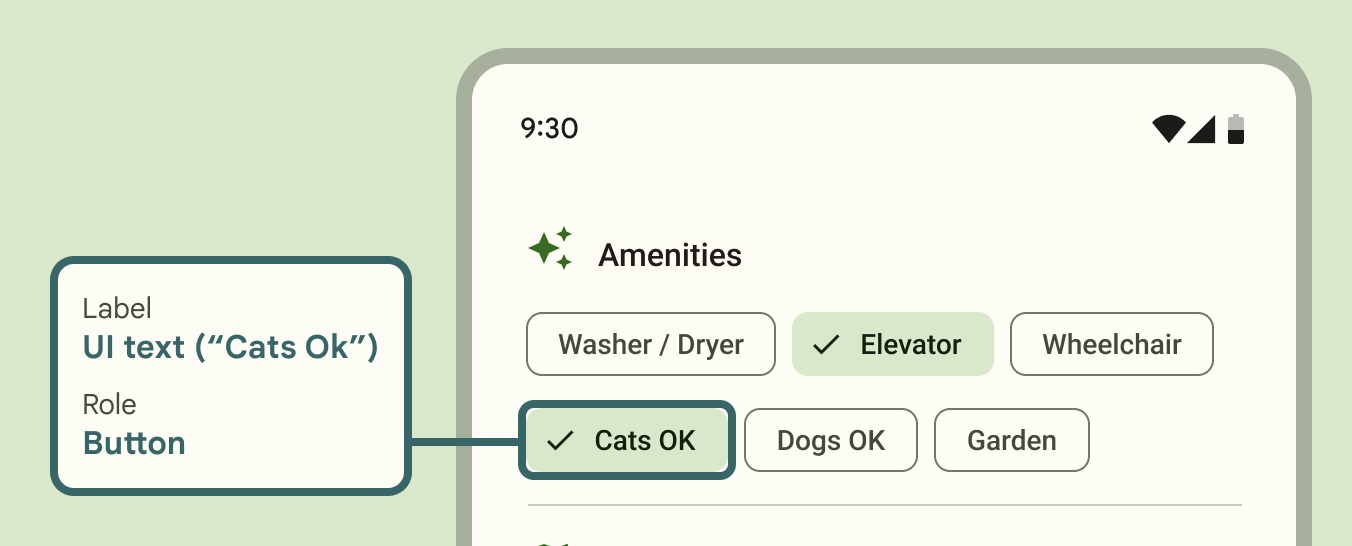 9:30
Amenities
Label
UI text (“Cats Ok”)
Role
Button
Washer / Dryer
Elevator
Wheelchair
Cats OK
Dogs OK
Garden